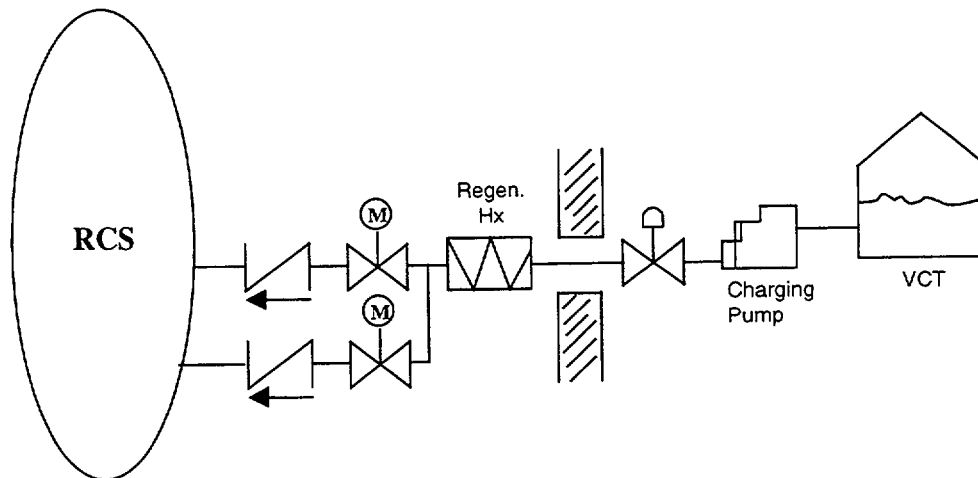 RCS
M
M
Regen.
Hx
Charging
Pump
VCT